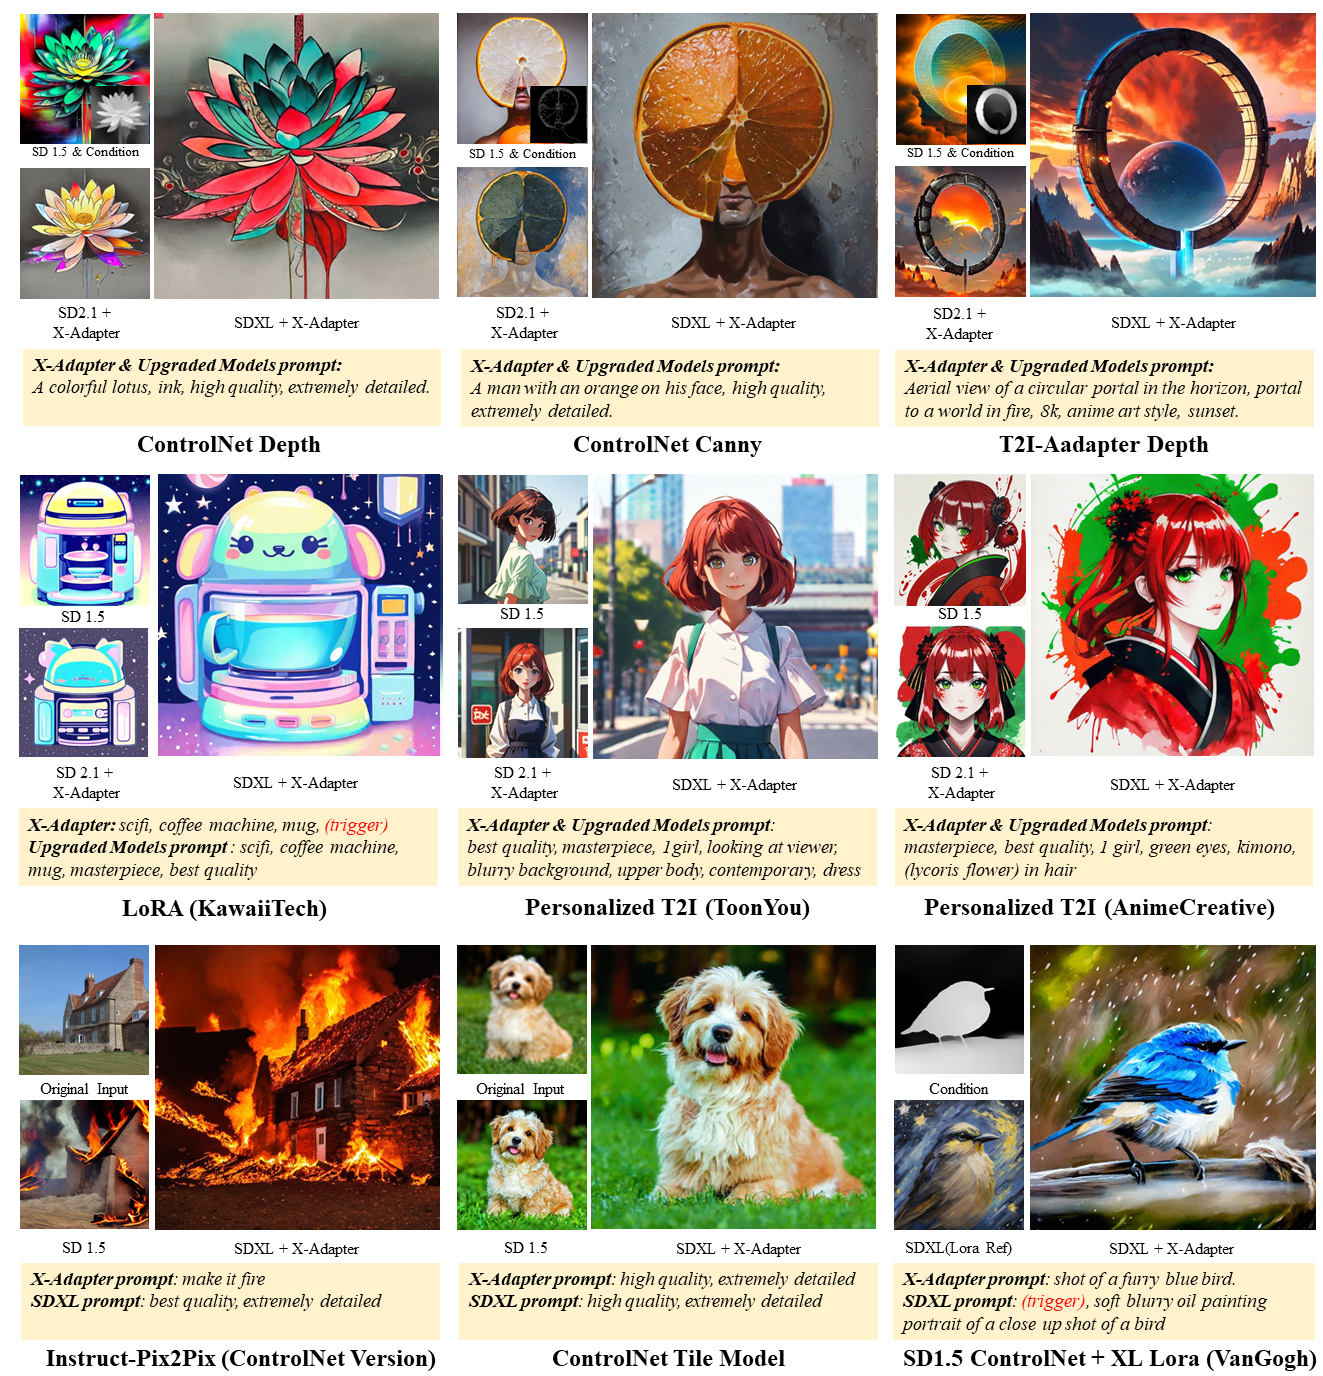 SD 1.5 & Condition
SD2.1 +
X-Adapter
SDXL + X-Adapter
X-Adapter & Upgraded Models prompt:
A colorful lotus, ink, high quality, extremely detailed.
ControlNet Depth
SD 1.5 & Condition
SD2.1 +
X-Adapter
SDXL + X-Adapter
X-Adapter & Upgraded Models prompt:
A man with an orange on his face, high quality,
extremely detailed.
ControlNet Canny
SD 1.5 & Condition
SD2.1 +
X-Adapter
SDXL + X-Adapter
X-Adapter & Upgraded Models prompt:
Aerial view of a circular portal in the horizon, portal
to a world in fire, 8k, anime art style, sunset.
T2I-Aadapter Depth
SD 1.5
SD 2.1 +
X-Adapter
SDXL + X-Adapter
X-Adapter: scifi, coffee machine, mug, (trigger)
Upgraded Models prompt : scifi, coffee machine,
mug, masterpiece, best quality
LoRA (KawaiiTech)
SD 1.5
SD 2.1 +
X-Adapter
SDXL + X-Adapter
X-Adapter & Upgraded Models prompt:
best quality, masterpiece, 1girl, looking at viewer,
blurry background, upper body, contemporary, dress
Personalized T2I (ToonYou)
SD 1.5
SD 2.1 +
X-Adapter
SDXL + X-Adapter
X-Adapter & Upgraded Models prompt:
masterpiece, best quality, 1 girl, green eyes, kimono,
(lycoris flower) in hair
Personalized T2I (AnimeCreative)
Original Input
SD 1.5
SDXL + X-Adapter
X-Adapter prompt: make it fire
SDXL prompt: best quality, extremely detailed
Instruct-Pix2Pix (ControlNet Version)
Original Input
SD 1.5
SDXL + X-Adapter
X-Adapter prompt: high quality, extremely detailed
SDXL prompt: high quality, extremely detailed
ControlNet Tile Model
Condition
SDXL(Lora Ref)
SDXL + X-Adapter
X-Adapter prompt: shot of a furry blue bird.
SDXL prompt: (trigger), soft blurry oil painting
portrait of a close up shot of a bird
SD1.5 ControlNet + XL Lora (VanGogh)